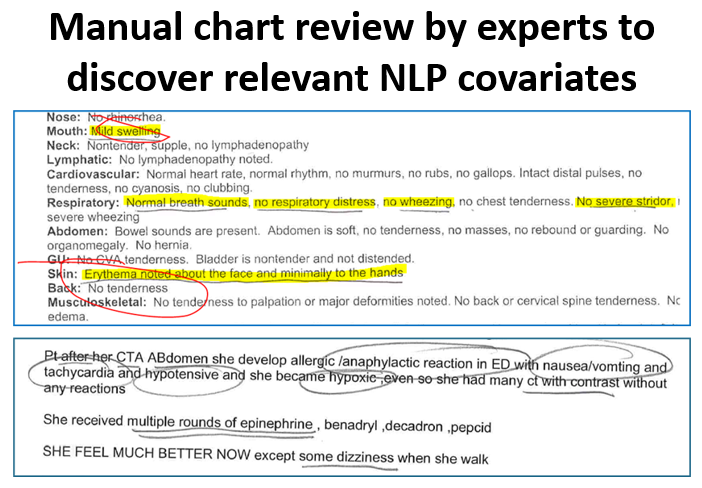 Manual chart review by experts to
discover relevant NLP covariates
Nose: No rhinorrhea.
Mouth: Mild swelling
Neck: Nontender, supple, no lymphadenopathy
Lymphatic: No lymphadenopathy noted.
Cardiovascular: Normal heart rate, normal rhythm, no murmurs, no rubs, no gallops. Intact distal pulses, no
tenderness, no cyanosis, no clubbing.
Respiratory: Normal breath sounds, no respiratory distress, no wheezing, no chest tenderness. No severe stridor,
severe wheezing
Abdomen: Bowel sounds are present. Abdomen is soft, no tenderness, no masses, no rebound or guarding. No
organomegaly. No hernia.
GU: No CVA tenderness. Bladder is nontender and not distended.
Skin: Erythema noted about the face and minimally to the hands
Back: No tenderness
Musculoskeletal: No tenderness to palpation or major deformities noted. No back or cervical spine tenderness. No
edema.
Pt after her CTA ABdomen she develop allergic /anaphylactic reaction in ED with nausea/vomting and
tachycardia and hypotensive and she became hypoxic ,even so she had many ct with contrast without
any reactions
She received multiple rounds of epinephrine , benadryl ,decadron ,pepcid
SHE FEEL MUCH BETTER NOW except some dizziness when she walk